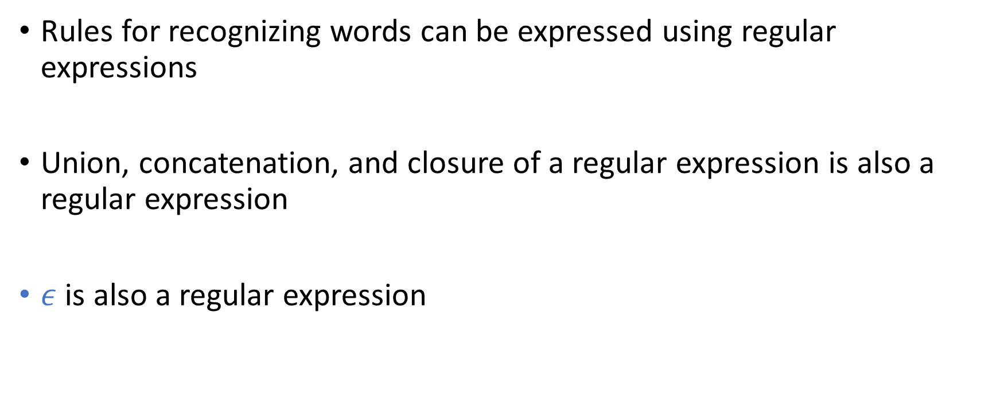 • Rules for recognizing words can be expressed using regular
expressions
• Union, concatenation, and closure of a regular expression is also a
regular expression
• ϵ is also a regular expression